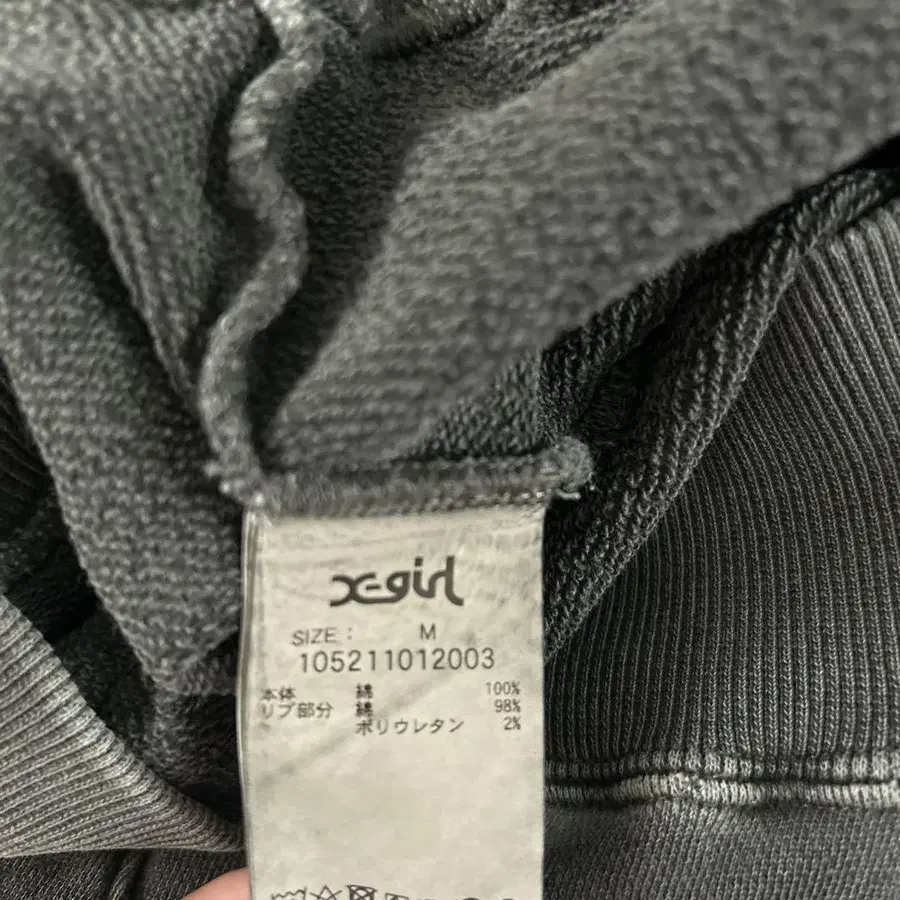 X-girl
SIZE : M
105211012003
本体 綿 100%
リブ部分 綿 98%
ポリウレタン 2%